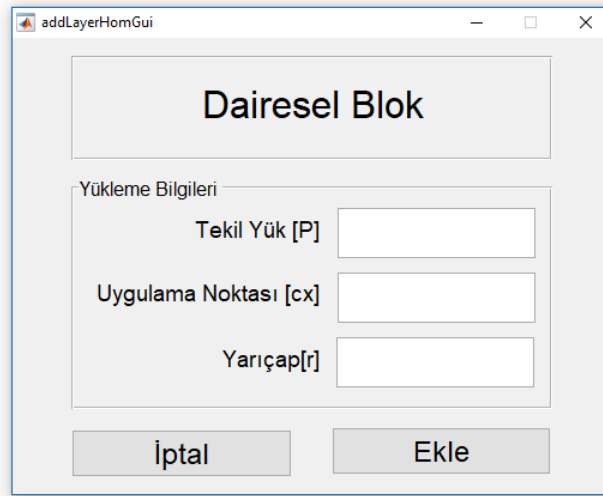 addLayerHomGui
Dairesel Blok
Yükleme Bilgileri
Tekil Yük [P]
Uygulama Noktası [cx]
Yarıçap[r]
İptal
Ekle